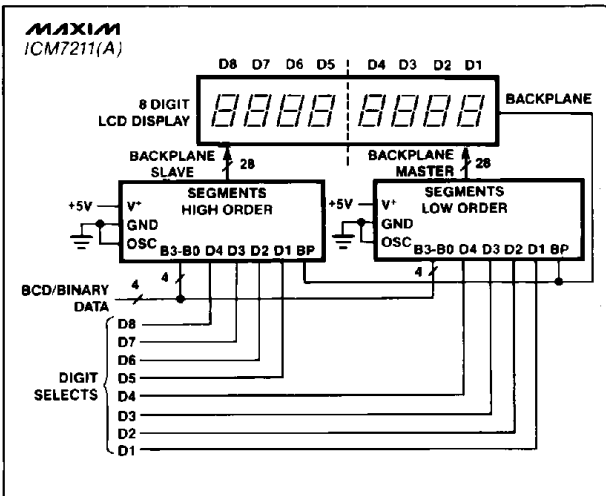 MAXIM
ICM7211(A)
D8 D7 D6 D5 D4 D3 D2 D1
8 DIGIT
LCD DISPLAY
8888 8888
BACKPLANE
BACKPLANE
SLAVE
28
BACKPLANE
MASTER
28
SEGMENTS
HIGH ORDER
+5V
V+
GND
OSC
B3-B0 D4 D3 D2 D1 BP
SEGMENTS
LOW ORDER
+5V
V+
GND
OSC
B3-B0 D4 D3 D2 D1 BP
4
4
BCD/BINARY
DATA
4
DIGIT
SELECTS
D8
D7
D6
D5
D4
D3
D2
D1